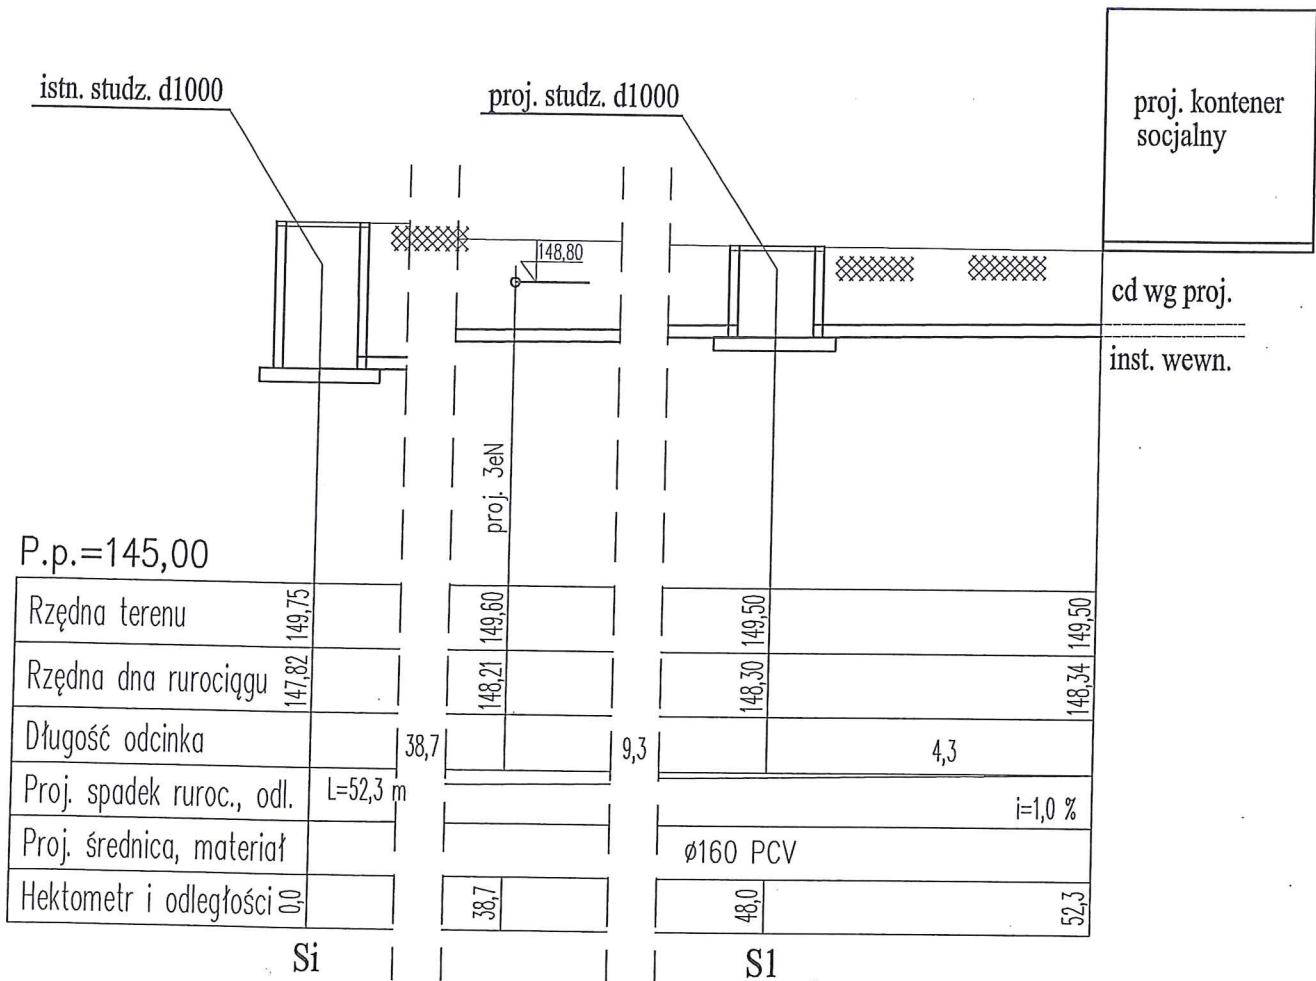 istn. studz. d1000
proj. studz. d1000
proj. kontener
socjalny
148,80
cd wg proj.
inst. wewn.
proj. 3eN
P.p.=145,00
Rzędna terenu 149,75 149,60 149,50 149,50
Rzędna dna rurociągu 147,82 148,21 148,30 148,34
Długość odcinka 38,7 9,3 4,3
Proj. spadek ruroc., odl. L=52,3 m i=1,0 %
Proj. średnica, materiał ø160 PCV
Hektometr i odległości 0,0 38,7 48,0 52,3
Si S1